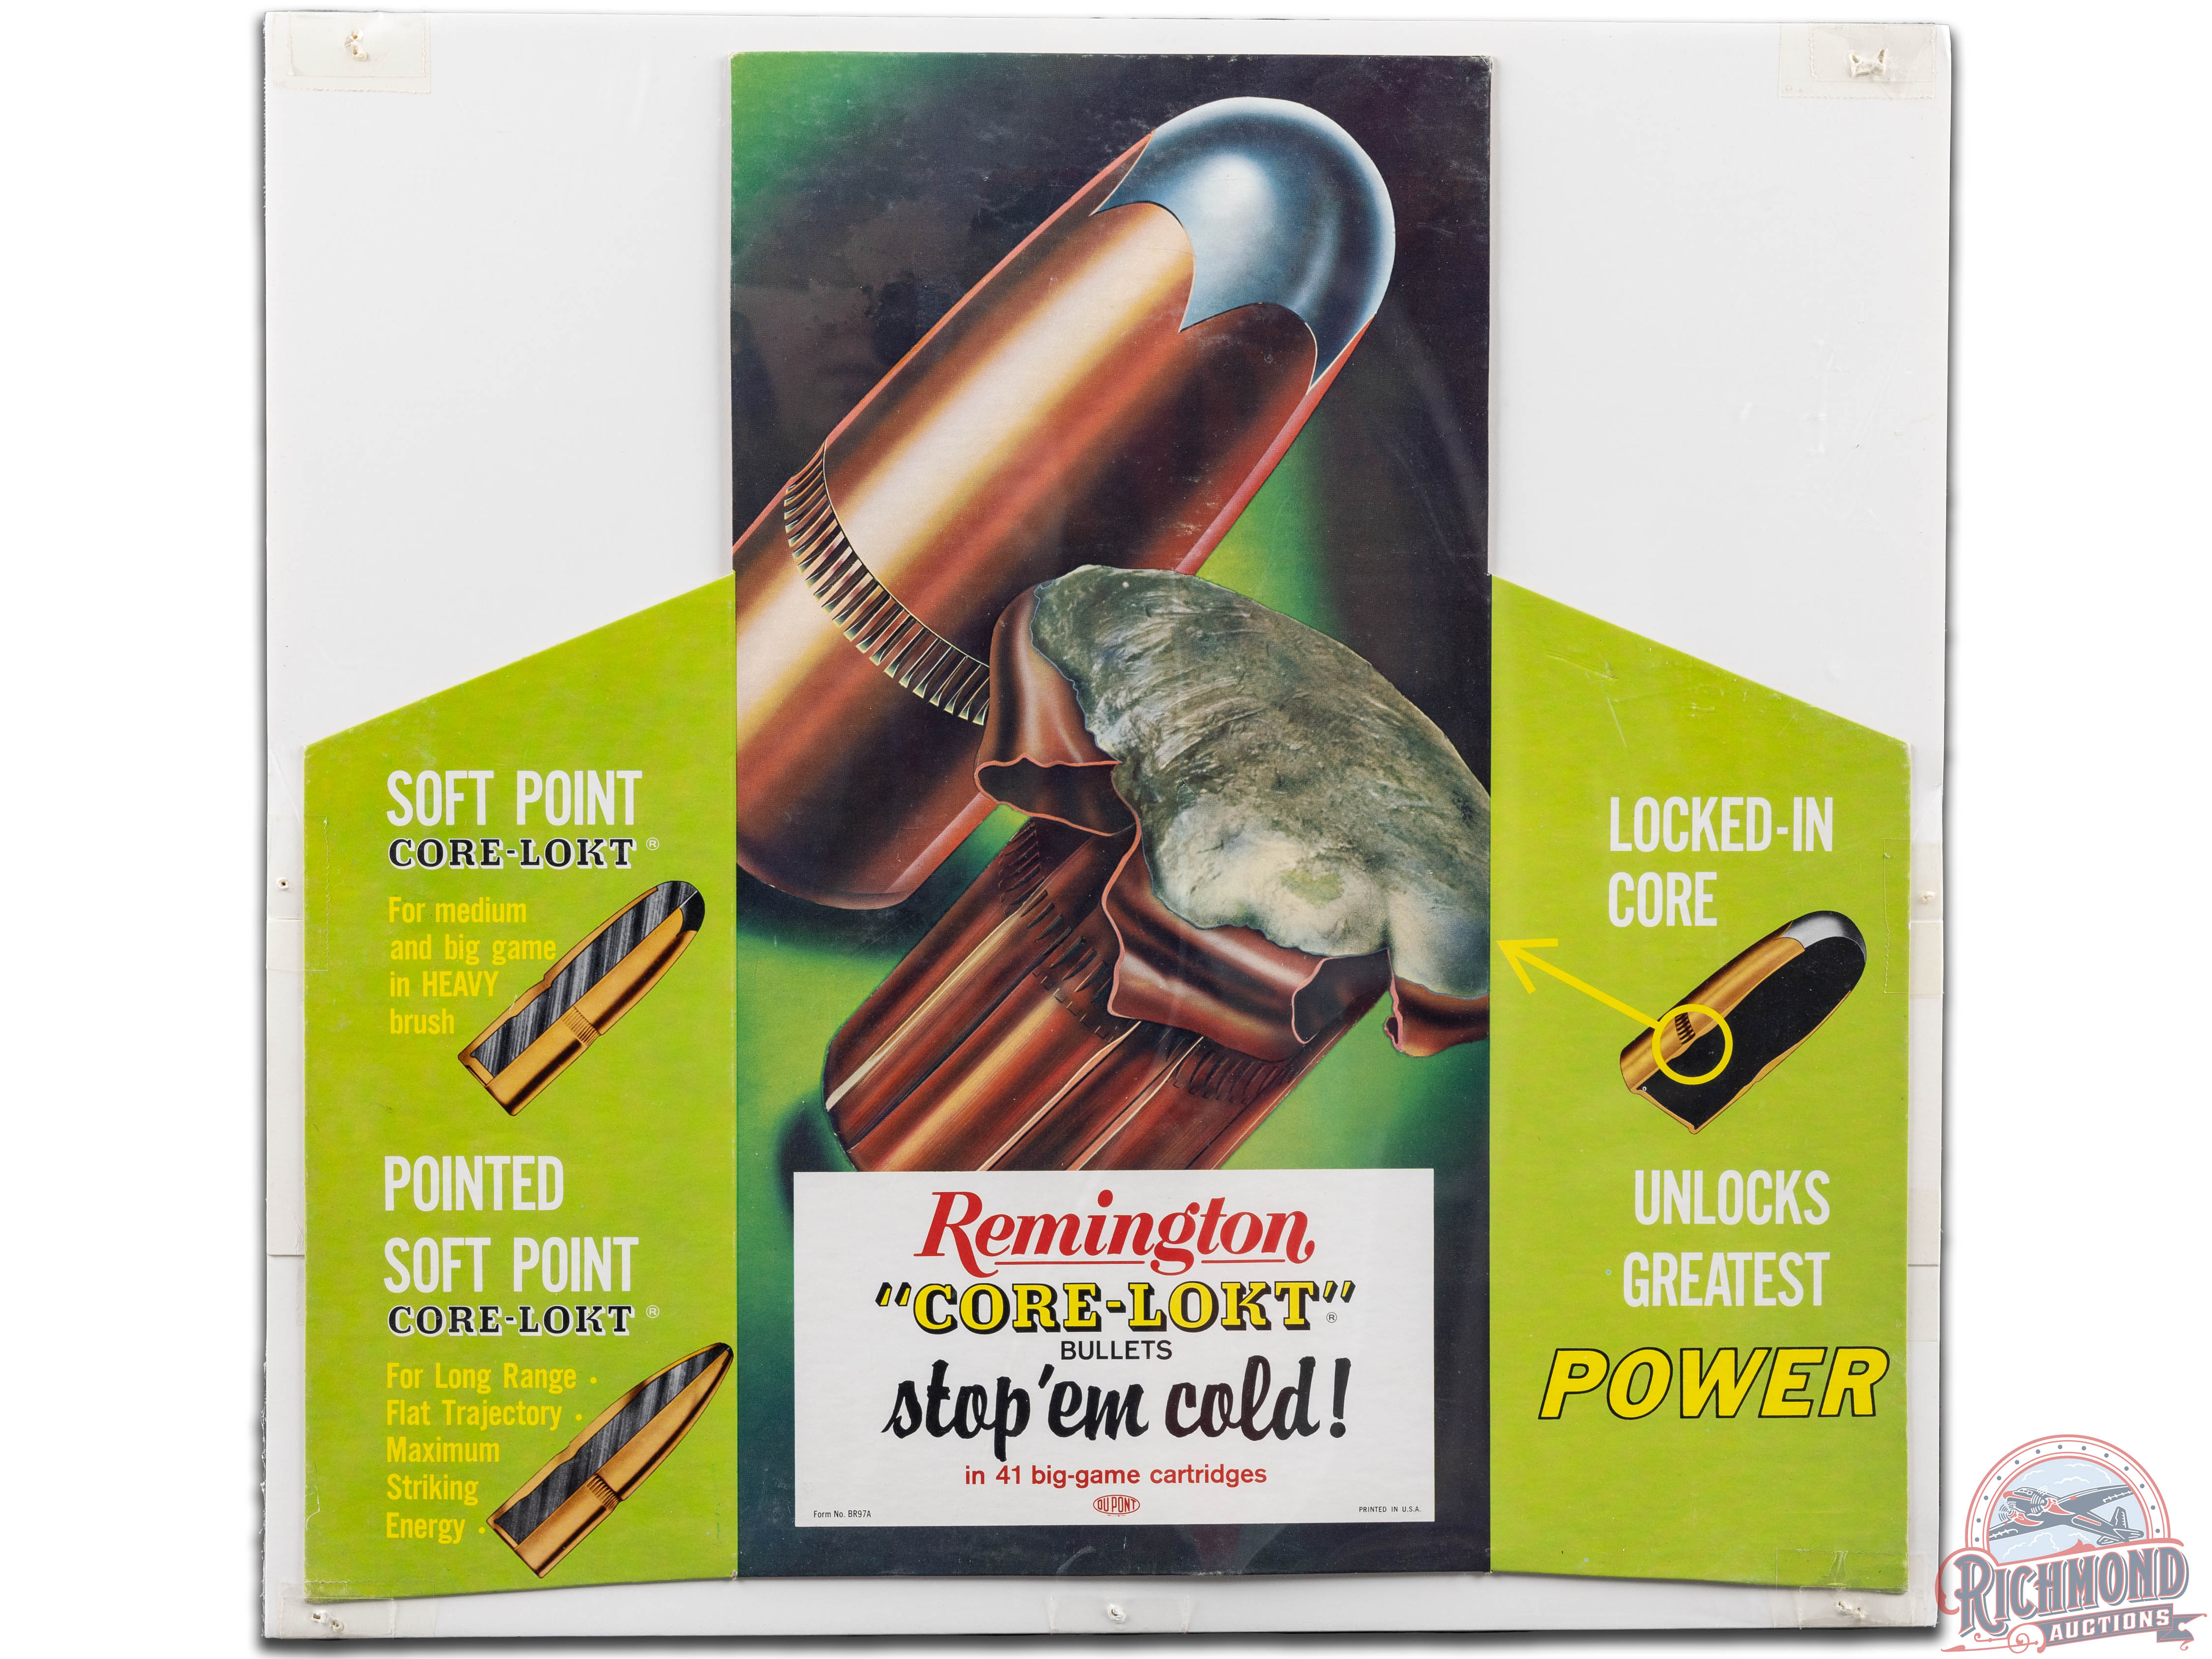 SOFT POINT
CORE-LOKT ®
For medium
and big game
in HEAVY
brush
POINTED
SOFT POINT
CORE-LOKT ®
For Long Range •
Flat Trajectory •
Maximum
Striking
Energy •
Remington
"CORE-LOKT"®
BULLETS
stop'em cold!
in 41 big-game cartridges
DU PONT
Form No. BR97A
PRINTED IN U.S.A.
LOCKED-IN
CORE
UNLOCKS
GREATEST
POWER
RICHMOND
AUCTIONS